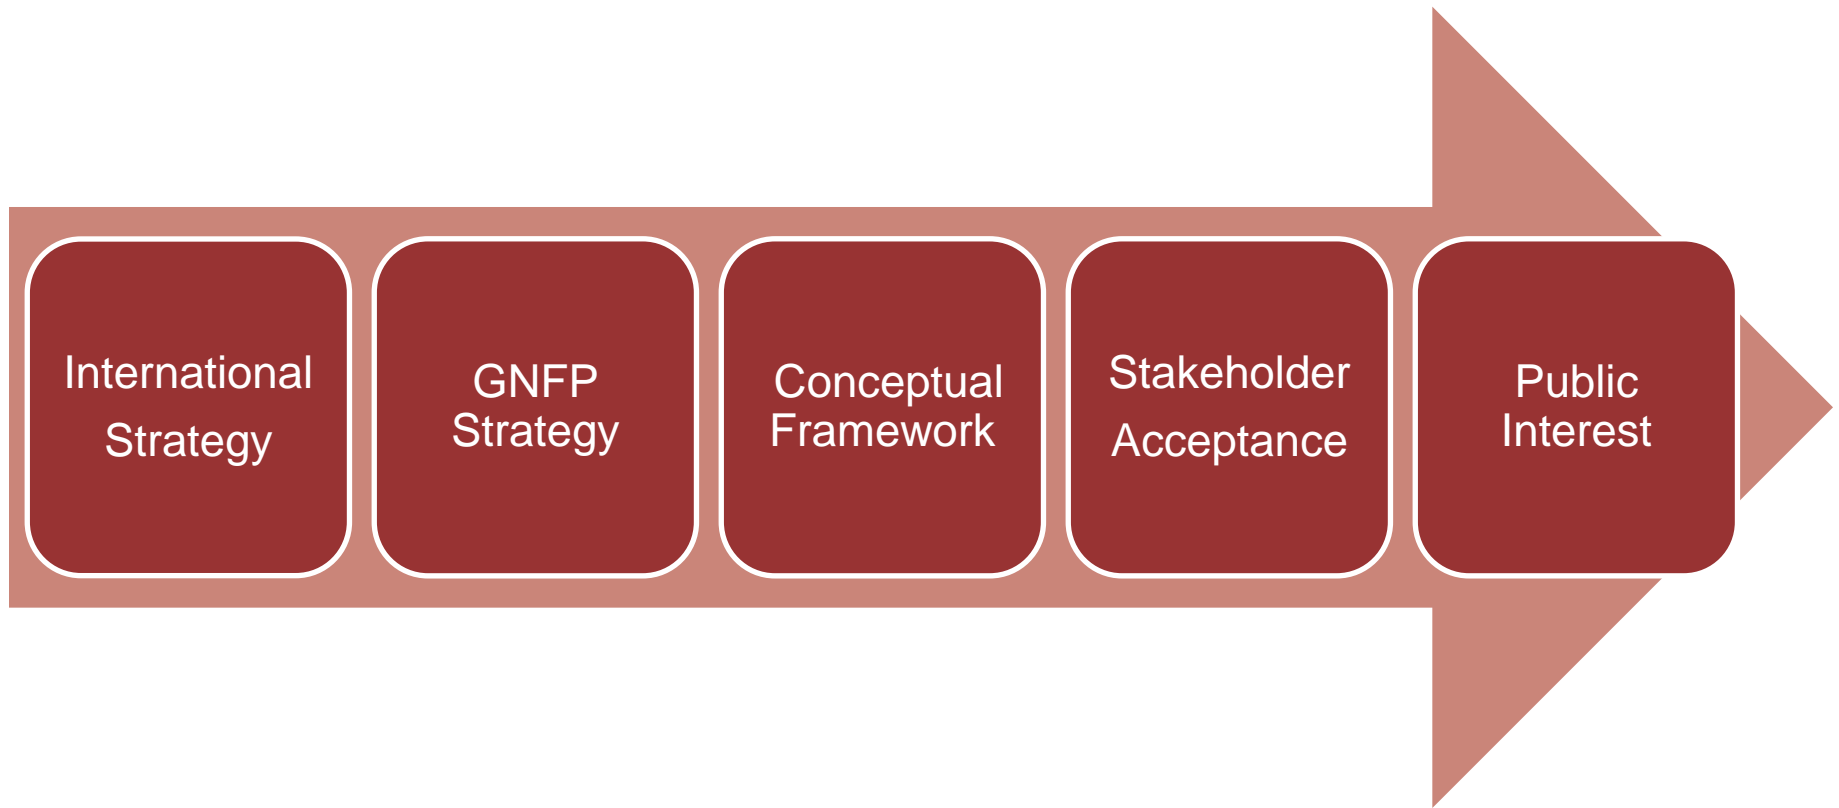 International
Strategy
GNFP
Strategy
Conceptual
Framework
Stakeholder
Acceptance
Public
Interest